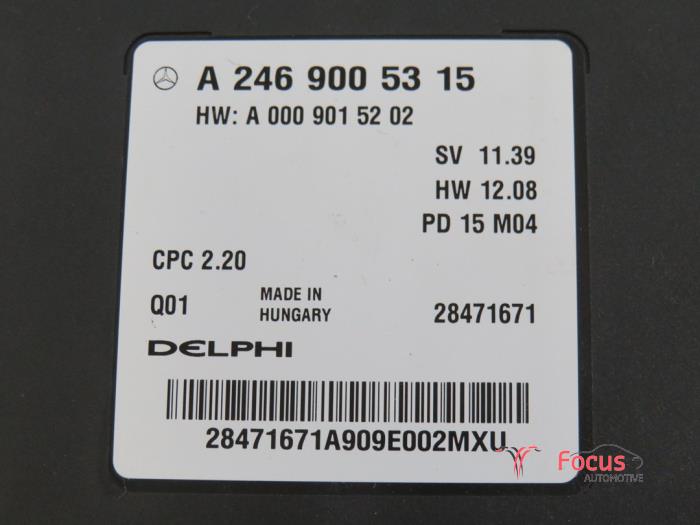 A 246 900 53 15
HW: A 000 901 52 02
SV 11.39
HW 12.08
PD 15 M04
CPC 2.20
Q01
MADE IN
HUNGARY
28471671
DELPHI
28471671A909E002MXU
Focus
AUTOMOTIVE